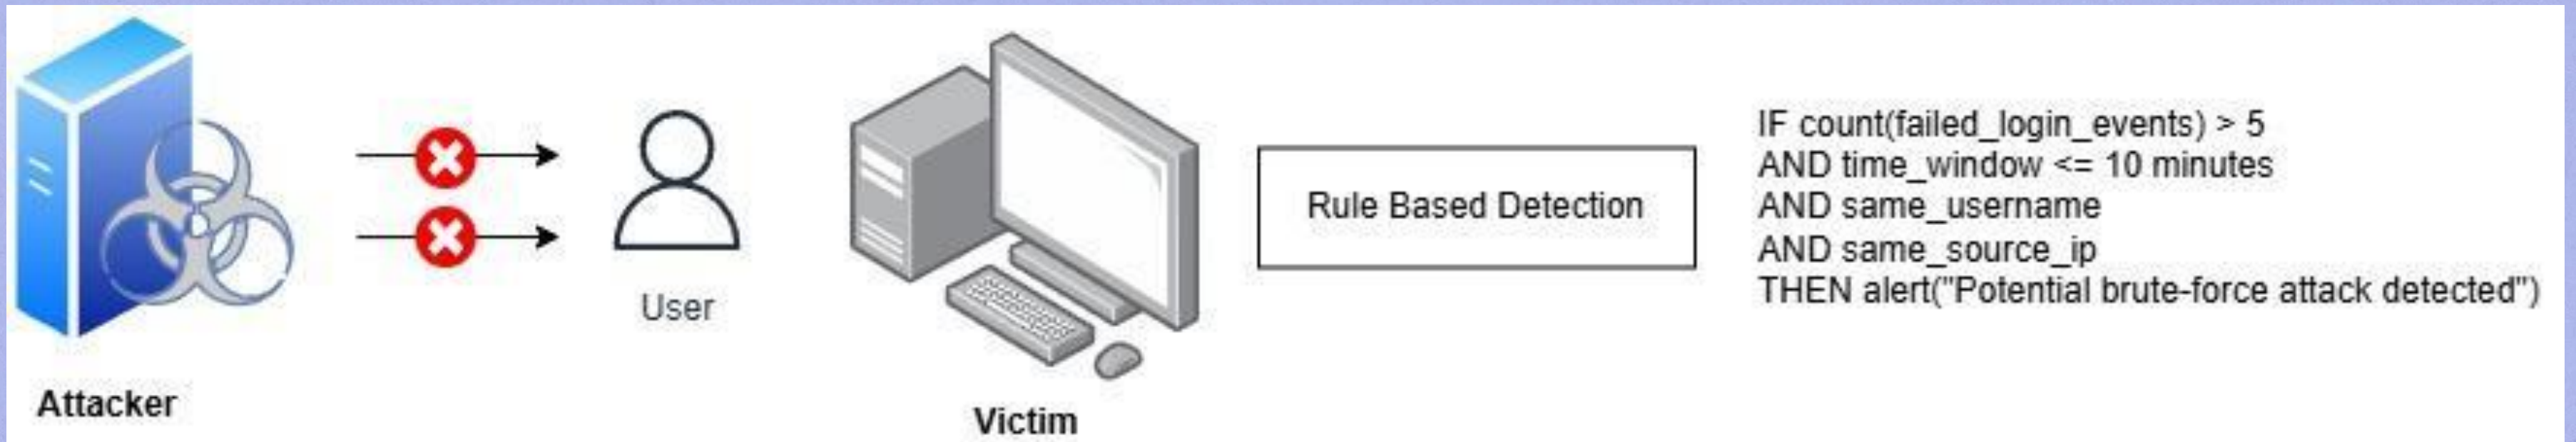 Attacker
User
Victim
Rule Based Detection
IF count(failed_login_events) > 5
AND time_window <= 10 minutes
AND same_username
AND same_source_ip
THEN alert("Potential brute-force attack detected")